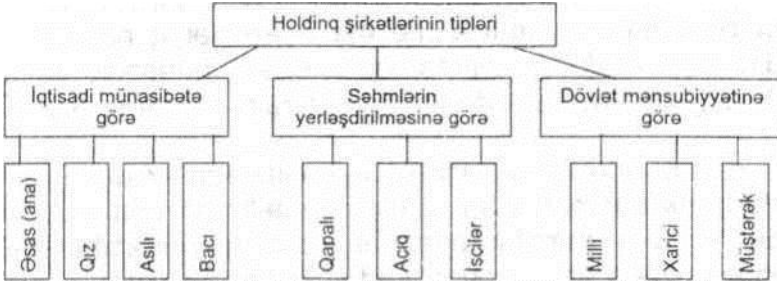 Holdinq şirkətlərinin tipləri
İqtisadi münasibətə
görə
Səhmlərin
yerləşdirilməsinə görə
Dövlət mənsubiyyətinə
görə
Əsas (ana)
Qız
Asılı
Bacı
Qapalı
Açıq
İşçilər
Milli
Xarici
Müştərək